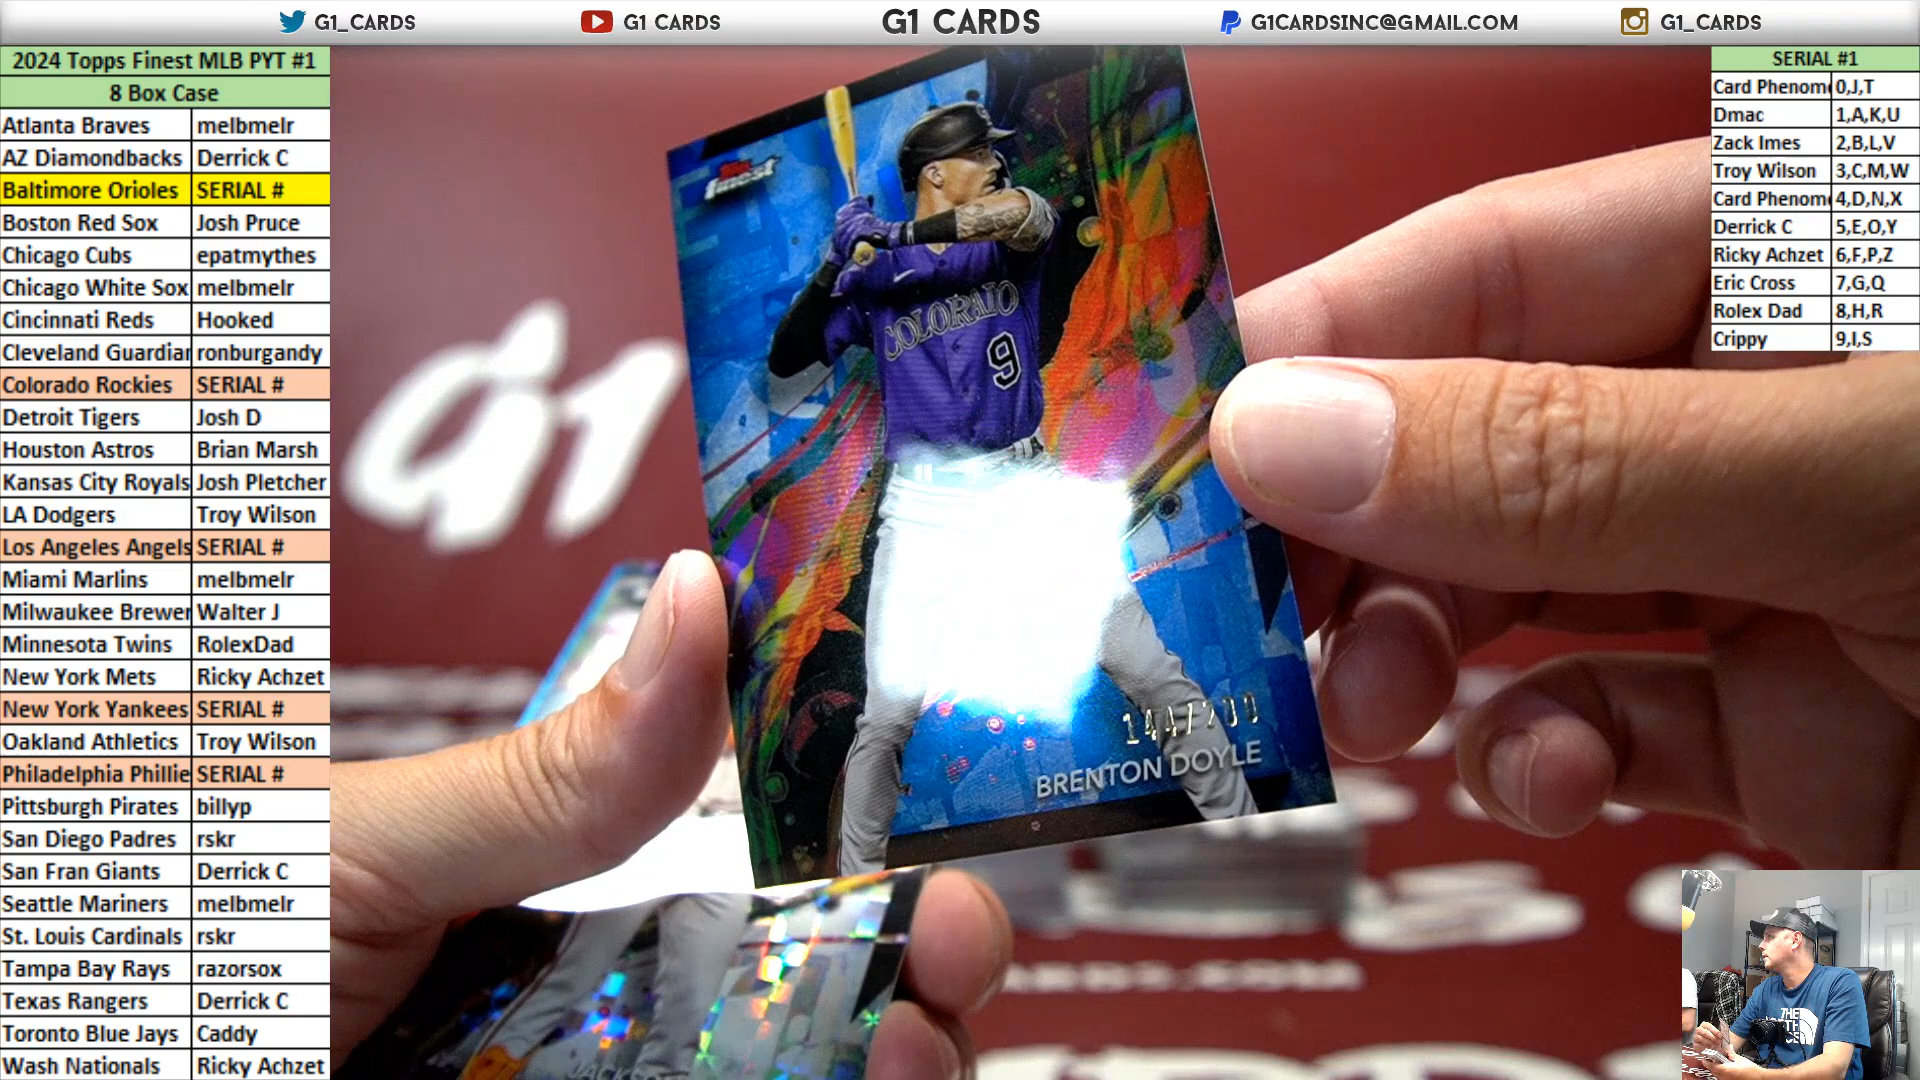 G1_CARDS
G1 CARDS
G1 CARDS
G1CARDSINC@GMAIL.COM
G1_CARDS
2024 Topps Finest MLB PYT #1
8 Box Case
Atlanta Braves melbmelr
AZ Diamondbacks Derrick C
Baltimore Orioles SERIAL #
Boston Red Sox Josh Pruce
Chicago Cubs epatmythes
Chicago White Sox melbmelr
Cincinnati Reds Hooked
Cleveland Guardian ronburgandy
Colorado Rockies SERIAL #
Detroit Tigers Josh D
Houston Astros Brian Marsh
Kansas City Royals Josh Pletcher
LA Dodgers Troy Wilson
Los Angeles Angels SERIAL #
Miami Marlins melbmelr
Milwaukee Brewer Walter J
Minnesota Twins RolexDad
New York Mets Ricky Achzet
New York Yankees SERIAL #
Oakland Athletics Troy Wilson
Philadelphia Phillie SERIAL #
Pittsburgh Pirates billyp
San Diego Padres rskr
San Fran Giants Derrick C
Seattle Mariners melbmelr
St. Louis Cardinals rskr
Tampa Bay Rays razorsox
Texas Rangers Derrick C
Toronto Blue Jays Caddy
Wash Nationals Ricky Achzet
SERIAL #1
Card Phenom 0,J,T
Dmac 1,A,K,U
Zack Imes 2,B,L,V
Troy Wilson 3,C,M,W
Card Phenom 4,D,N,X
Derrick C 5,E,O,Y
Ricky Achzet 6,F,P,Z
Eric Cross 7,G,Q
Rolex Dad 8,H,R
Crippy 9,I,S
finest
COLORADO
9
144/200
BRENTON DOYLE
G1
JACKSON
THE